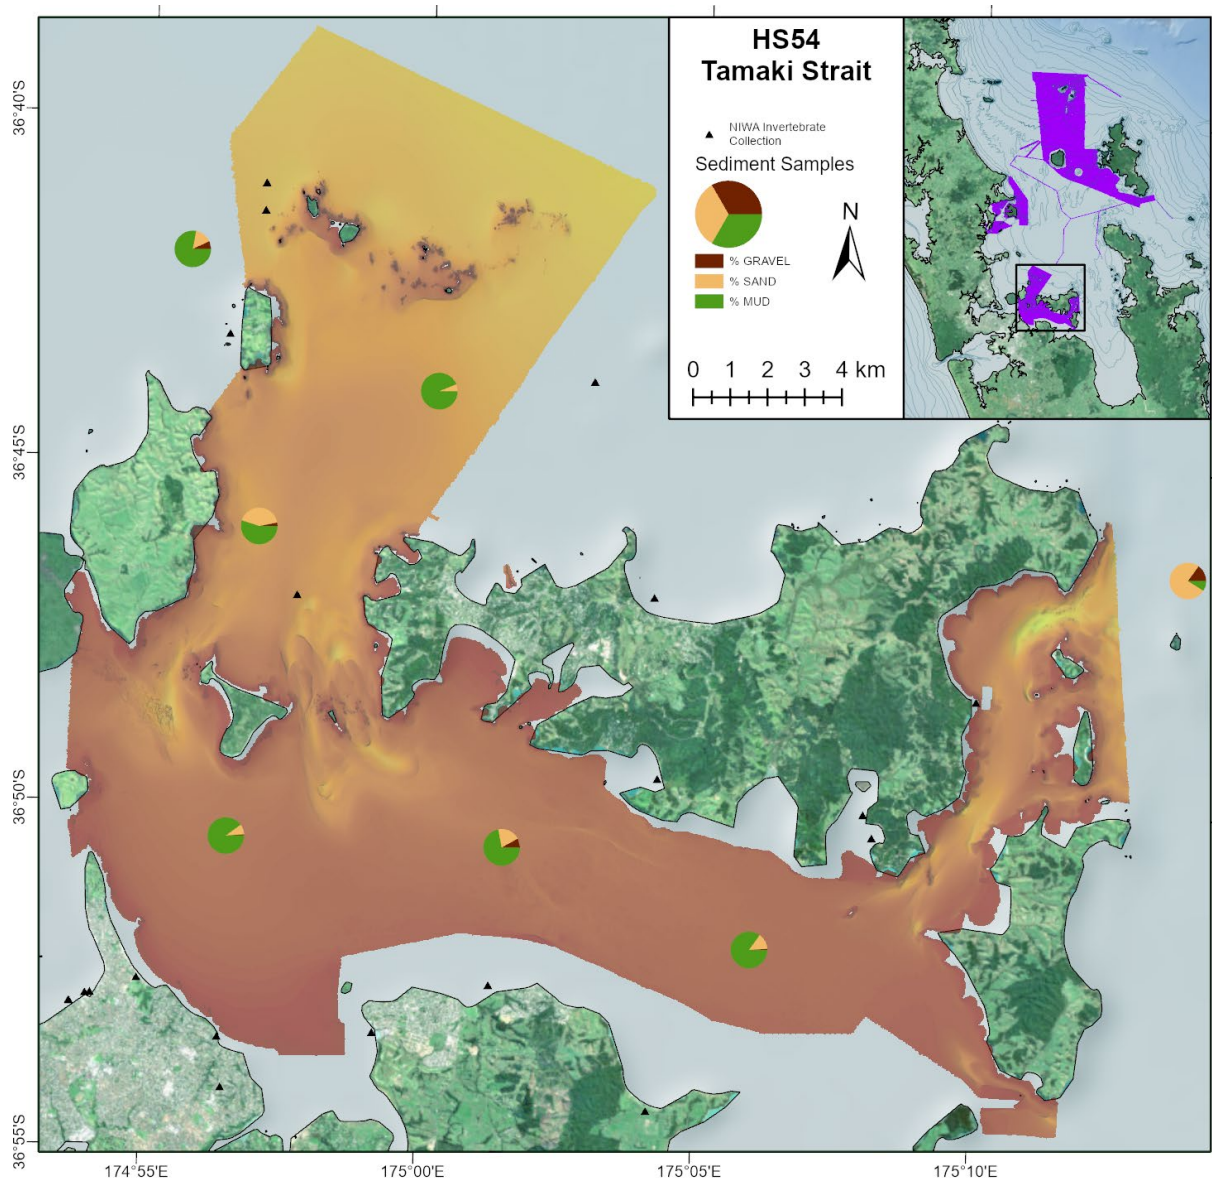 HS54
Tamaki Strait
NIWA Invertebrate
Collection
Sediment Samples
% GRAVEL
% SAND
% MUD
N
0 1 2 3 4 km
36°40'S
36°45'S
36°50'S
36°55'S
174°55'E
175°00'E
175°05'E
175°10'E